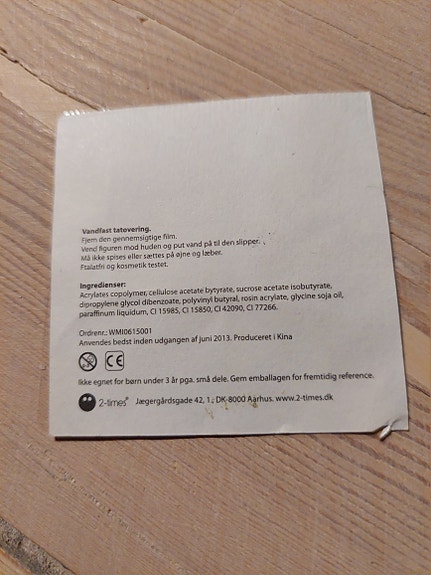 Vandfast tatovering.
Fjern den gennemsigtige film.
Vend figuren mod huden og put vand på til den slipper.
Må ikke spises eller sættes på øjne og læber.
Ftalatfri og kosmetik testet.
Ingredienser:
Acrylates copolymer, cellulose acetate bytyrate, sucrose acetate isobutyrate,
dipropylene glycol dibenzoate, polyvinyl butyral, rosin acrylate, glycine soja oil,
paraffinum liquidum, CI 15985, CI 15850, CI 42090, CI 77266.
Ordrenr.: WMI0615001
Anvendes bedst inden udgangen af juni 2013. Produceret i Kina
0-3 CE
Ikke egnet for børn under 3 år pga. små dele. Gem emballagen for fremtidig reference.
2-times® Jægergårdsgade 42, 1., DK-8000 Aarhus. www.2-times.dk